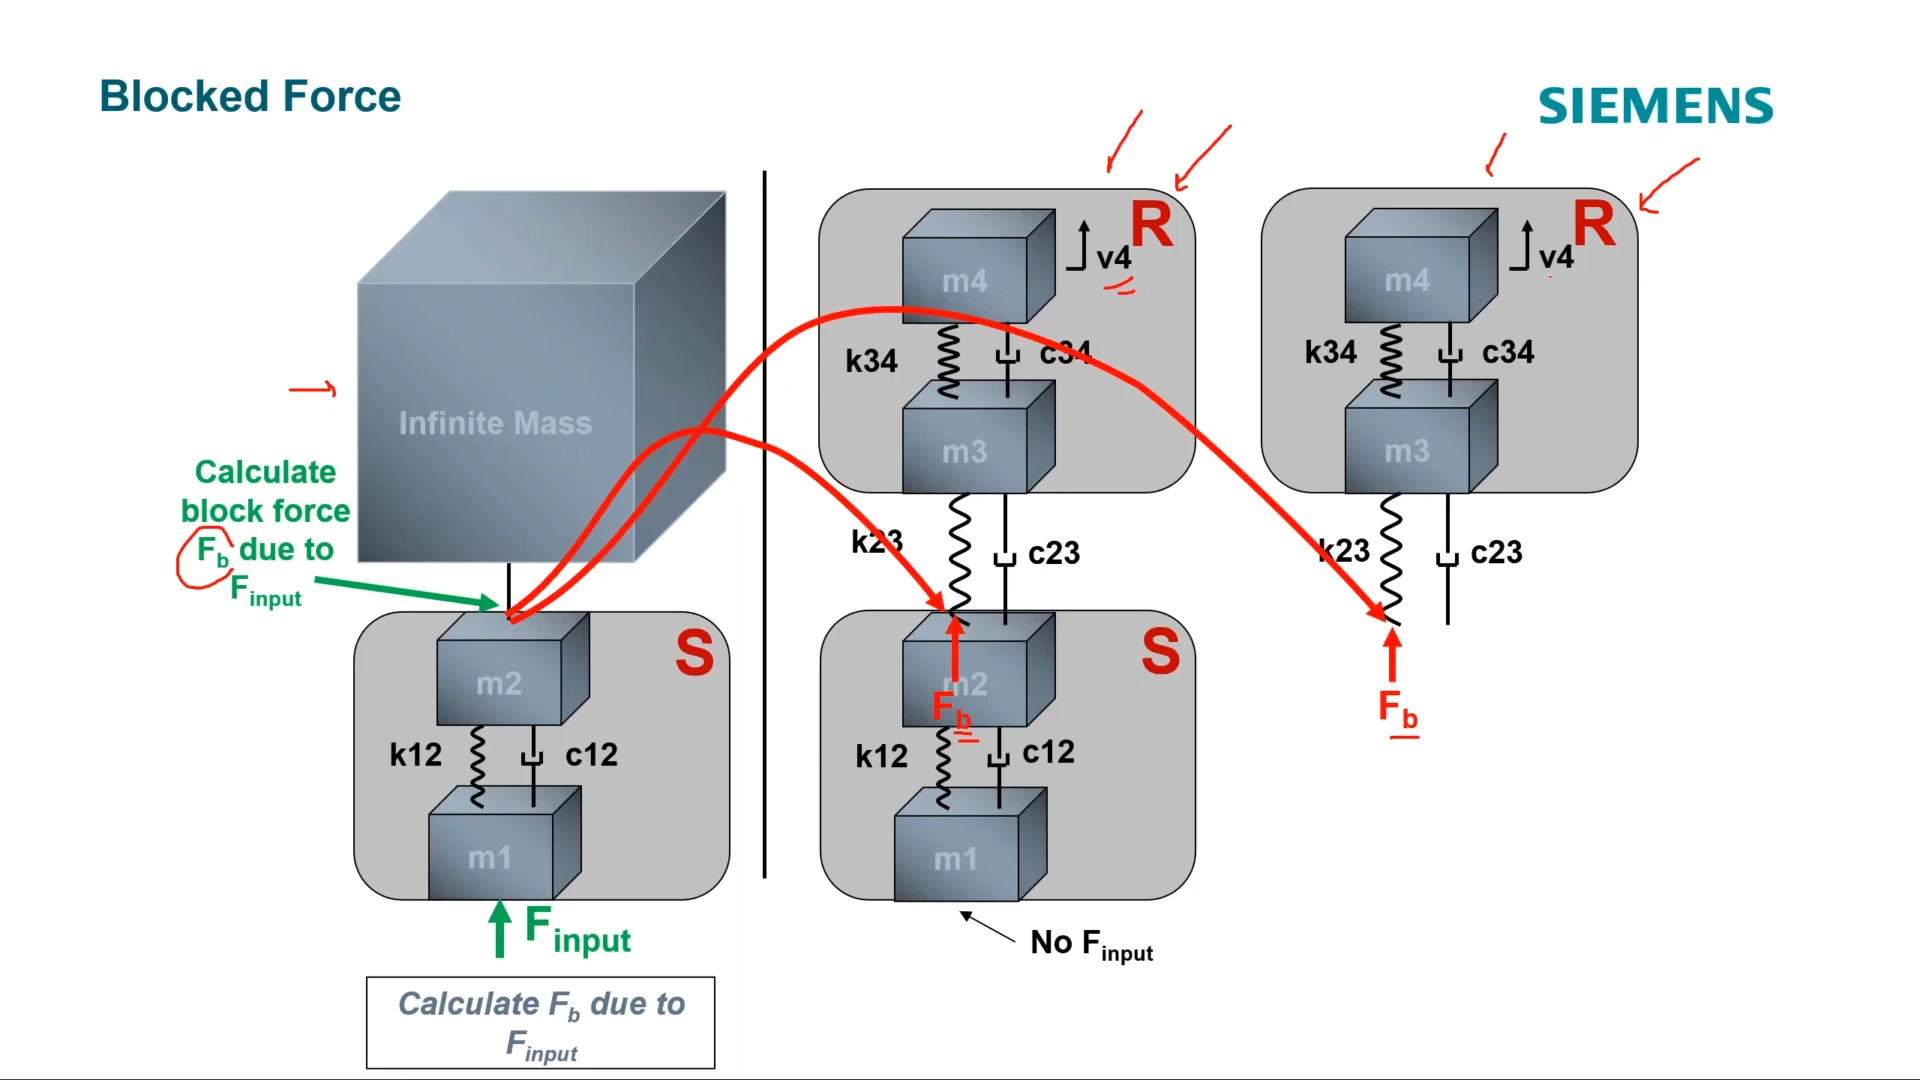 Blocked Force
SIEMENS
Infinite Mass
Calculate
block force
Fb due to
Finput
S
m2
k12
c12
m1
Finput
Calculate Fb due to
Finput
R
m4
v4
k34
c34
m3
k23
c23
S
m2
Fb
k12
c12
m1
No Finput
R
m4
v4
k34
c34
m3
k23
c23
Fb